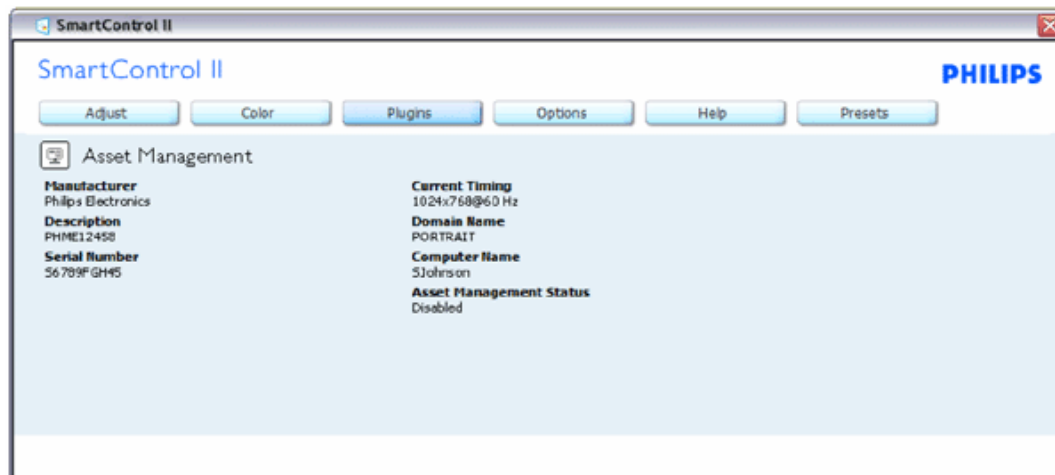 SmartControl II
SmartControl II
PHILIPS
Adjust
Color
Plugins
Options
Help
Presets
Asset Management
Manufacturer
Philips Electronics
Description
PHME12458
Serial Number
56789FGH45
Current Timing
1024x768@60 Hz
Domain Name
PORTRAIT
Computer Name
SJohnson
Asset Management Status
Disabled